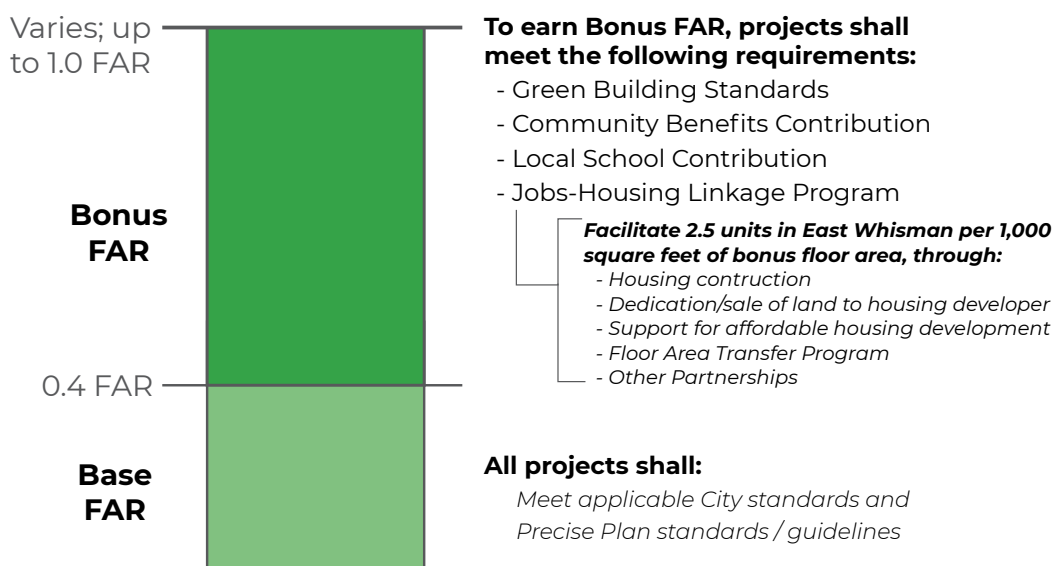 Varies; up
to 1.0 FAR
To earn Bonus FAR, projects shall
meet the following requirements:
- Green Building Standards
- Community Benefits Contribution
- Local School Contribution
- Jobs-Housing Linkage Program
Bonus
FAR
Facilitate 2.5 units in East Whisman per 1,000
square feet of bonus floor area, through:
- Housing contruction
- Dedication/sale of land to housing developer
- Support for affordable housing development
- Floor Area Transfer Program
- Other Partnerships
0.4 FAR
Base
FAR
All projects shall:
Meet applicable City standards and
Precise Plan standards / guidelines